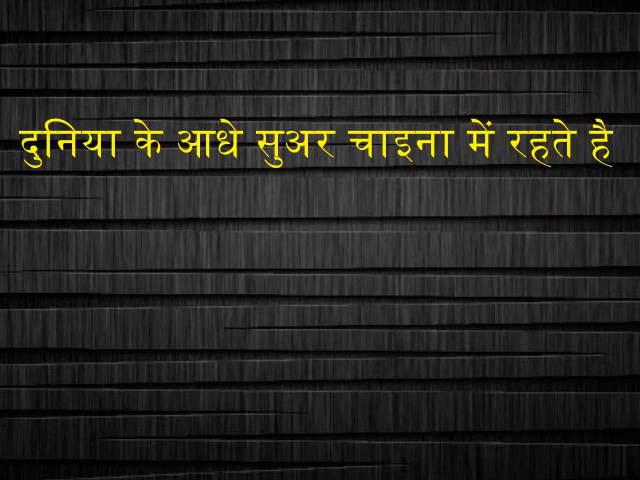 दुनिया के आधे सुअर चाइना में रहते है